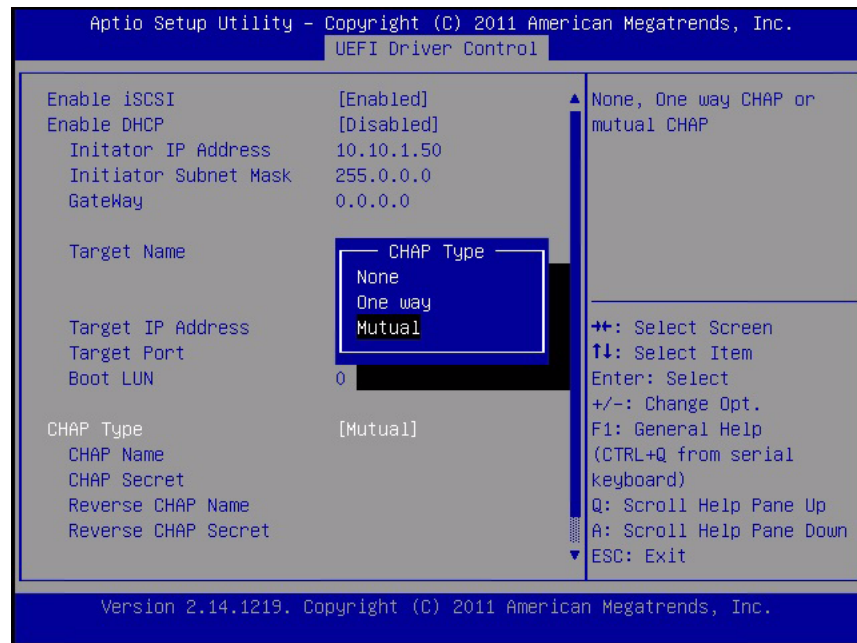 Aptio Setup Utility – Copyright (C) 2011 American Megatrends, Inc.
UEFI Driver Control
Enable iSCSI [Enabled]
Enable DHCP [Disabled]
Initator IP Address 10.10.1.50
Initiator Subnet Mask 255.0.0.0
GateWay 0.0.0.0
Target Name
Target IP Address
Target Port
Boot LUN 0
CHAP Type [Mutual]
CHAP Name
CHAP Secret
Reverse CHAP Name
Reverse CHAP Secret
CHAP Type
None
One way
Mutual
None, One way CHAP or
mutual CHAP
→←: Select Screen
↑↓: Select Item
Enter: Select
+/-: Change Opt.
F1: General Help
(CTRL+Q from serial
keyboard)
Q: Scroll Help Pane Up
A: Scroll Help Pane Down
ESC: Exit
Version 2.14.1219. Copyright (C) 2011 American Megatrends, Inc.